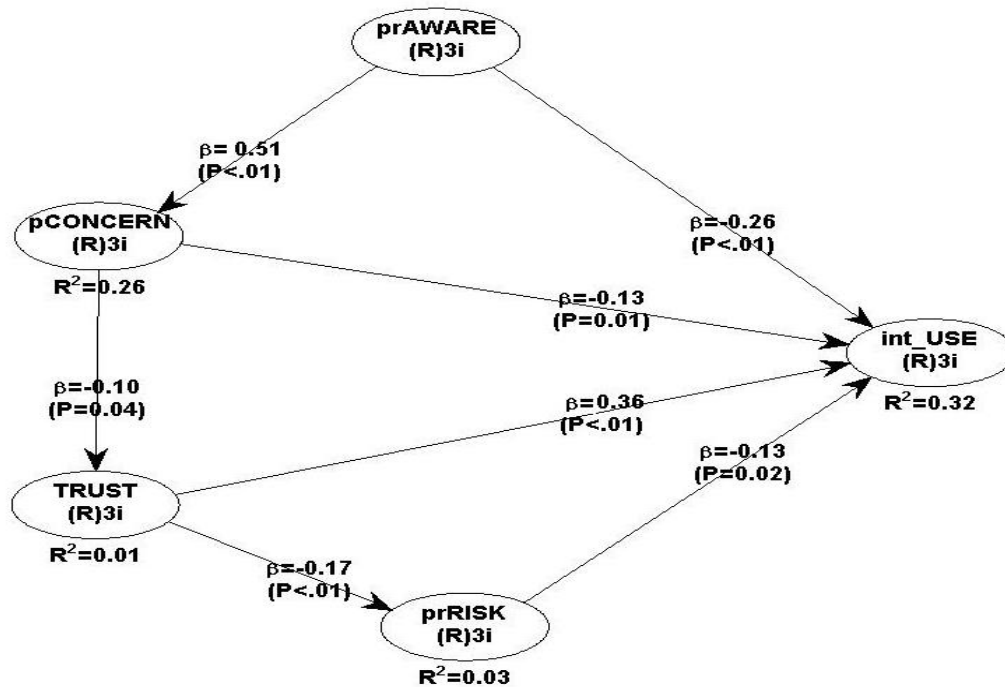 prAWARE
(R)3i
β= 0.51
(P<.01)
pCONCERN
(R)3i
R²=0.26
β=-0.26
(P<.01)
β=-0.13
(P=0.01)
int_USE
(R)3i
R²=0.32
β=-0.10
(P=0.04)
β=0.36
(P<.01)
β=-0.13
(P=0.02)
TRUST
(R)3i
R²=0.01
β=-0.17
(P<.01)
prRISK
(R)3i
R²=0.03